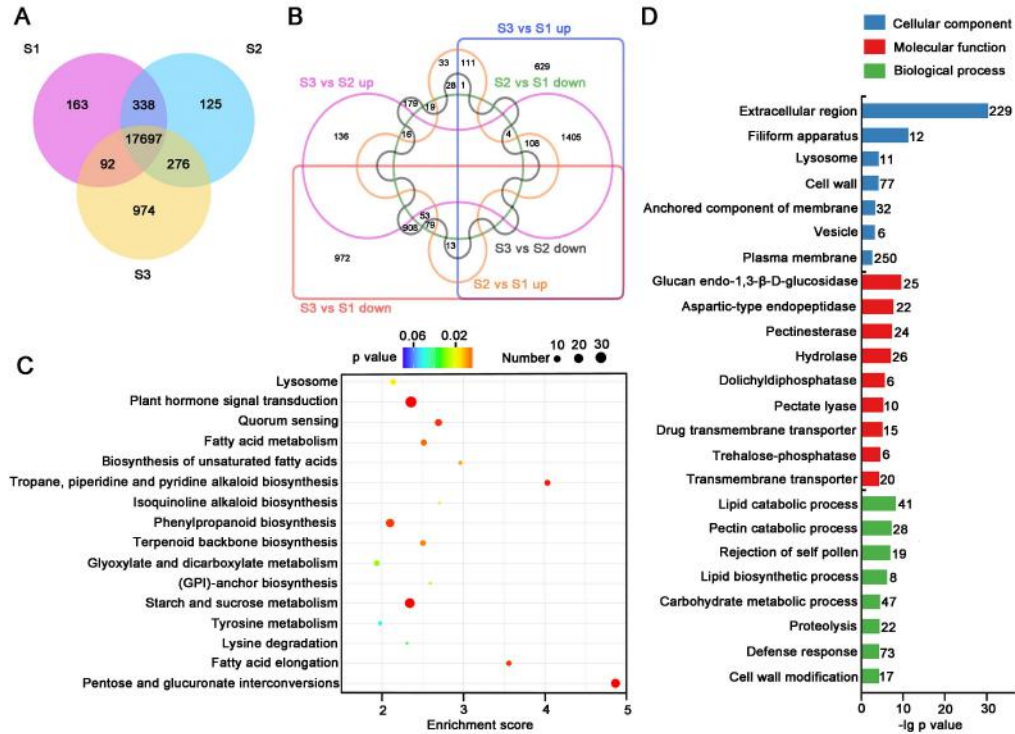 A
S1
S2
163
338
125
17697
92
276
974
S3
B
S3 vs S1 up
33
111
629
S3 vs S2 up
28
1
S2 vs S1 down
179
19
136
16
4
108
1405
53
908
79
13
S3 vs S2 down
972
S2 vs S1 up
S3 vs S1 down
C
0.06
0.02
p value
10 20 30
Number
Lysosome
Plant hormone signal transduction
Quorum sensing
Fatty acid metabolism
Biosynthesis of unsaturated fatty acids
Tropane, piperidine and pyridine alkaloid biosynthesis
Isoquinoline alkaloid biosynthesis
Phenylpropanoid biosynthesis
Terpenoid backbone biosynthesis
Glyoxylate and dicarboxylate metabolism
(GPI)-anchor biosynthesis
Starch and sucrose metabolism
Tyrosine metabolism
Lysine degradation
Fatty acid elongation
Pentose and glucuronate interconversions
2 3 4 5
Enrichment score
D
Cellular component
Molecular function
Biological process
Extracellular region 229
Filiform apparatus 12
Lysosome 11
Cell wall 77
Anchored component of membrane 32
Vesicle 6
Plasma membrane 250
Glucan endo-1,3-β-D-glucosidase 25
Aspartic-type endopeptidase 22
Pectinesterase 24
Hydrolase 26
Dolichyldiphosphatase 6
Pectate lyase 10
Drug transmembrane transporter 15
Trehalose-phosphatase 6
Transmembrane transporter 20
Lipid catabolic process 41
Pectin catabolic process 28
Rejection of self pollen 19
Lipid biosynthetic process 8
Carbohydrate metabolic process 47
Proteolysis 22
Defense response 73
Cell wall modification 17
0 10 20 30
-lg p value